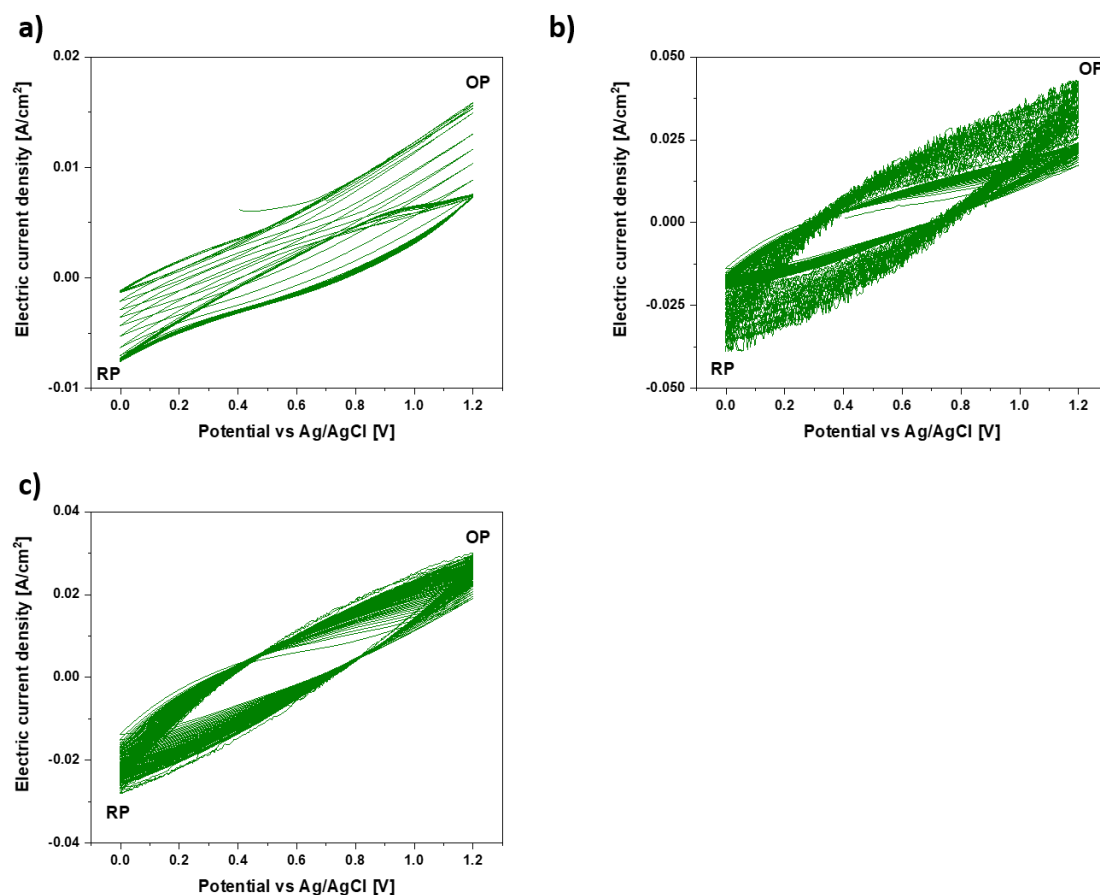 a)
Electric current density [A/cm²]
0.02
0.01
0.00
-0.01
OP
RP
0.0 0.2 0.4 0.6 0.8 1.0 1.2
Potential vs Ag/AgCl [V]
b)
Electric current density [A/cm²]
0.050
0.025
0.000
-0.025
-0.050
OP
RP
0.0 0.2 0.4 0.6 0.8 1.0 1.2
Potential vs Ag/AgCl [V]
c)
Electric current density [A/cm²]
0.04
0.02
0.00
-0.02
-0.04
OP
RP
0.0 0.2 0.4 0.6 0.8 1.0 1.2
Potential vs Ag/AgCl [V]